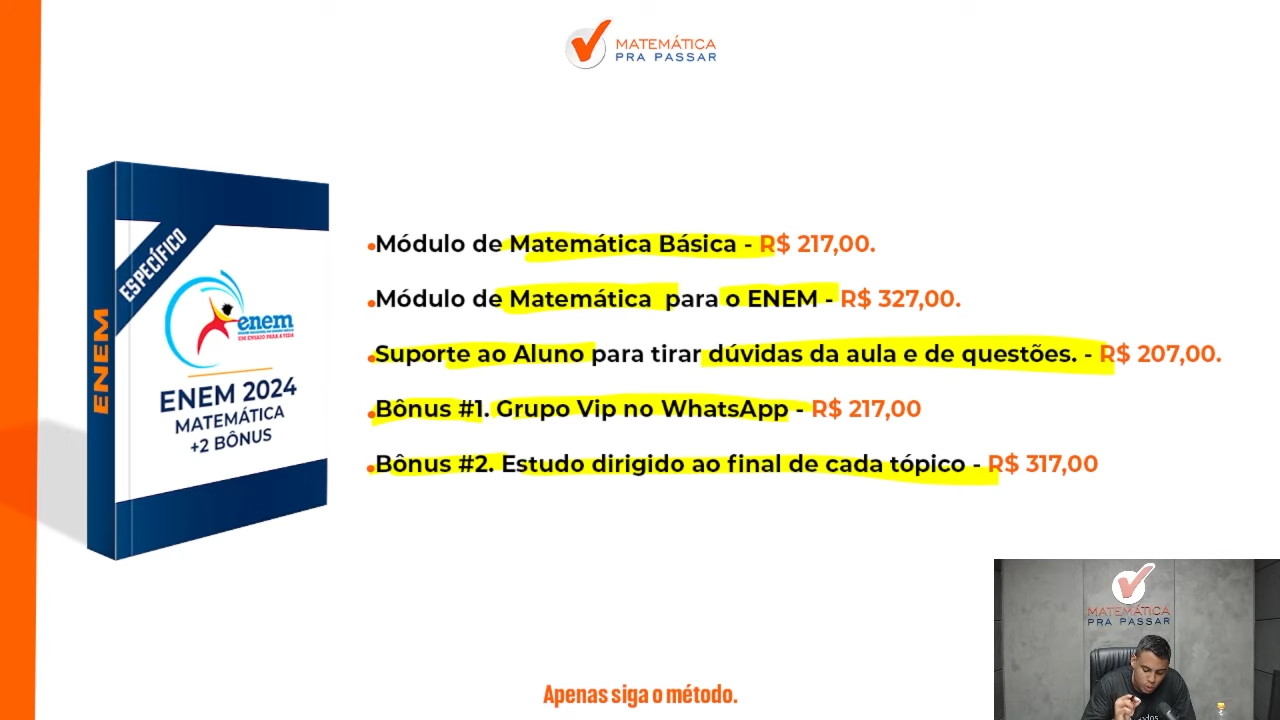 MATEMÁTICA
PRA PASSAR
ESPECÍFICO
enem
ENEM
ENEM 2024
MATEMÁTICA
+2 BÔNUS
•Módulo de Matemática Básica - R$ 217,00.
•Módulo de Matemática para o ENEM - R$ 327,00.
•Suporte ao Aluno para tirar dúvidas da aula e de questões. - R$ 207,00.
•Bônus #1. Grupo Vip no WhatsApp - R$ 217,00
•Bônus #2. Estudo dirigido ao final de cada tópico - R$ 317,00
MATEMÁTICA
PRA PASSAR
Apenas siga o método.